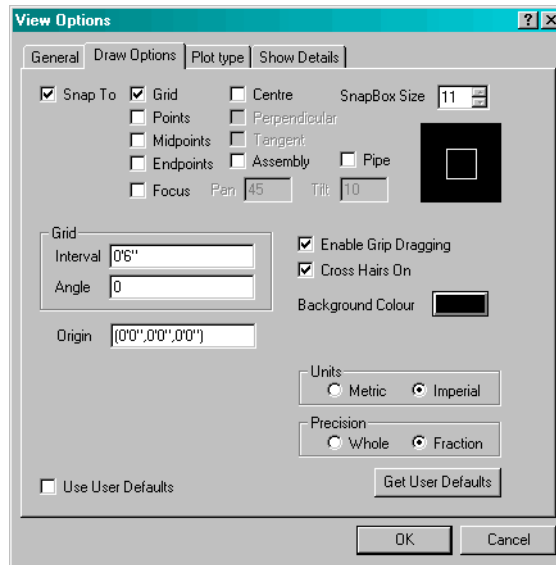 View Options
General Draw Options Plot type Show Details
Snap To Grid Centre SnapBox Size 11
Points Perpendicular
Midpoints Tangent
Endpoints Assembly Pipe
Focus Pan 45 Tilt 10
Grid
Interval 0'6"
Angle 0
Origin (0'0",0'0",0'0")
Enable Grip Dragging
Cross Hairs On
Background Colour
Units
Metric Imperial
Precision
Whole Fraction
Use User Defaults Get User Defaults
OK Cancel